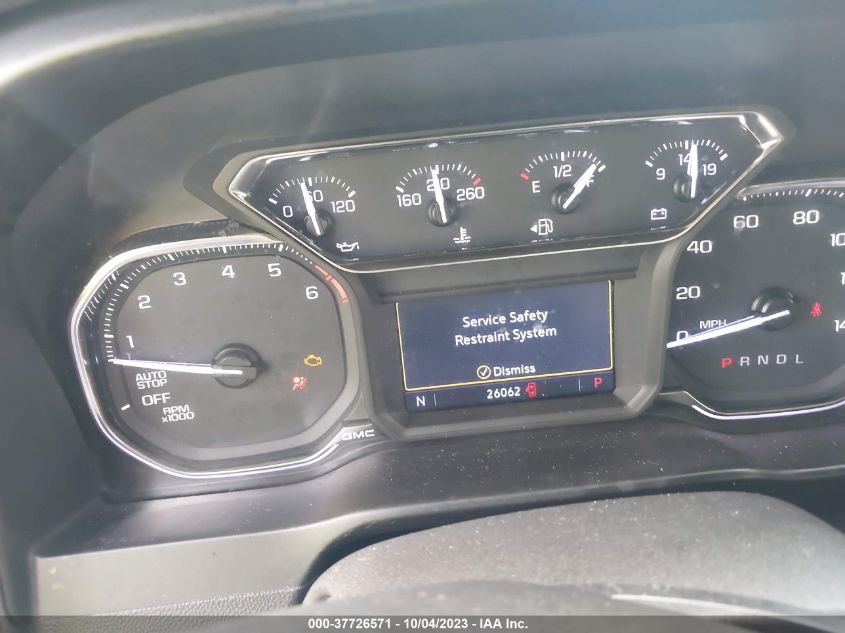 0 60 120
160 210 260
E 1/2 F
9 14 19
1 2 3 4 5 6
AUTO
STOP
OFF
RPM
x1000
GMC
Service Safety
Restraint System
Dismiss
N 26062 P
0 20 40 60 80
MPH
P R N D L
000-37726571 - 10/04/2023 - IAA Inc.